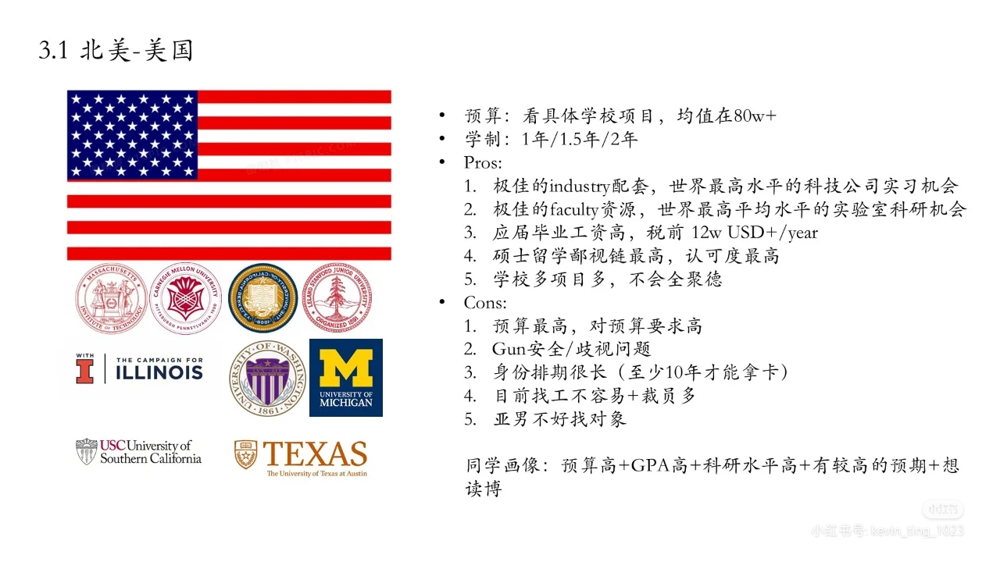 3.1 北美-美国
• 预算：看具体学校项目，均值在80w+
• 学制：1年/1.5年/2年
• Pros:
1. 极佳的industry配套，世界最高水平的科技公司实习机会
2. 极佳的faculty资源，世界最高平均水平的实验室科研机会
3. 应届毕业工资高，税前 12w USD+/year
4. 硕士留学鄙视链最高，认可度最高
5. 学校多项目多，不会全聚德
• Cons:
1. 预算最高，对预算要求高
2. Gun安全/歧视问题
3. 身份排期很长（至少10年才能拿卡）
4. 目前找工不容易+裁员多
5. 亚男不好找对象
同学画像：预算高+GPA高+科研水平高+有较高的预期+想
读博
MASSACHUSETTS
INSTITUTE OF TECHNOLOGY
CARNEGIE MELLON UNIVERSITY
PITTSBURGH PENNSYLVANIA 1900
LELAND STANFORD JUNIOR UNIVERSITY
ORGANIZED 1891
WITH
I
THE CAMPAIGN FOR
ILLINOIS
UNIVERSITY OF WASHINGTON
LUX SIT
1861
M
UNIVERSITY OF
MICHIGAN
USC University of
Southern California
TEXAS
The University of Texas at Austin
小红书
小红书号: kevin_ting_1023